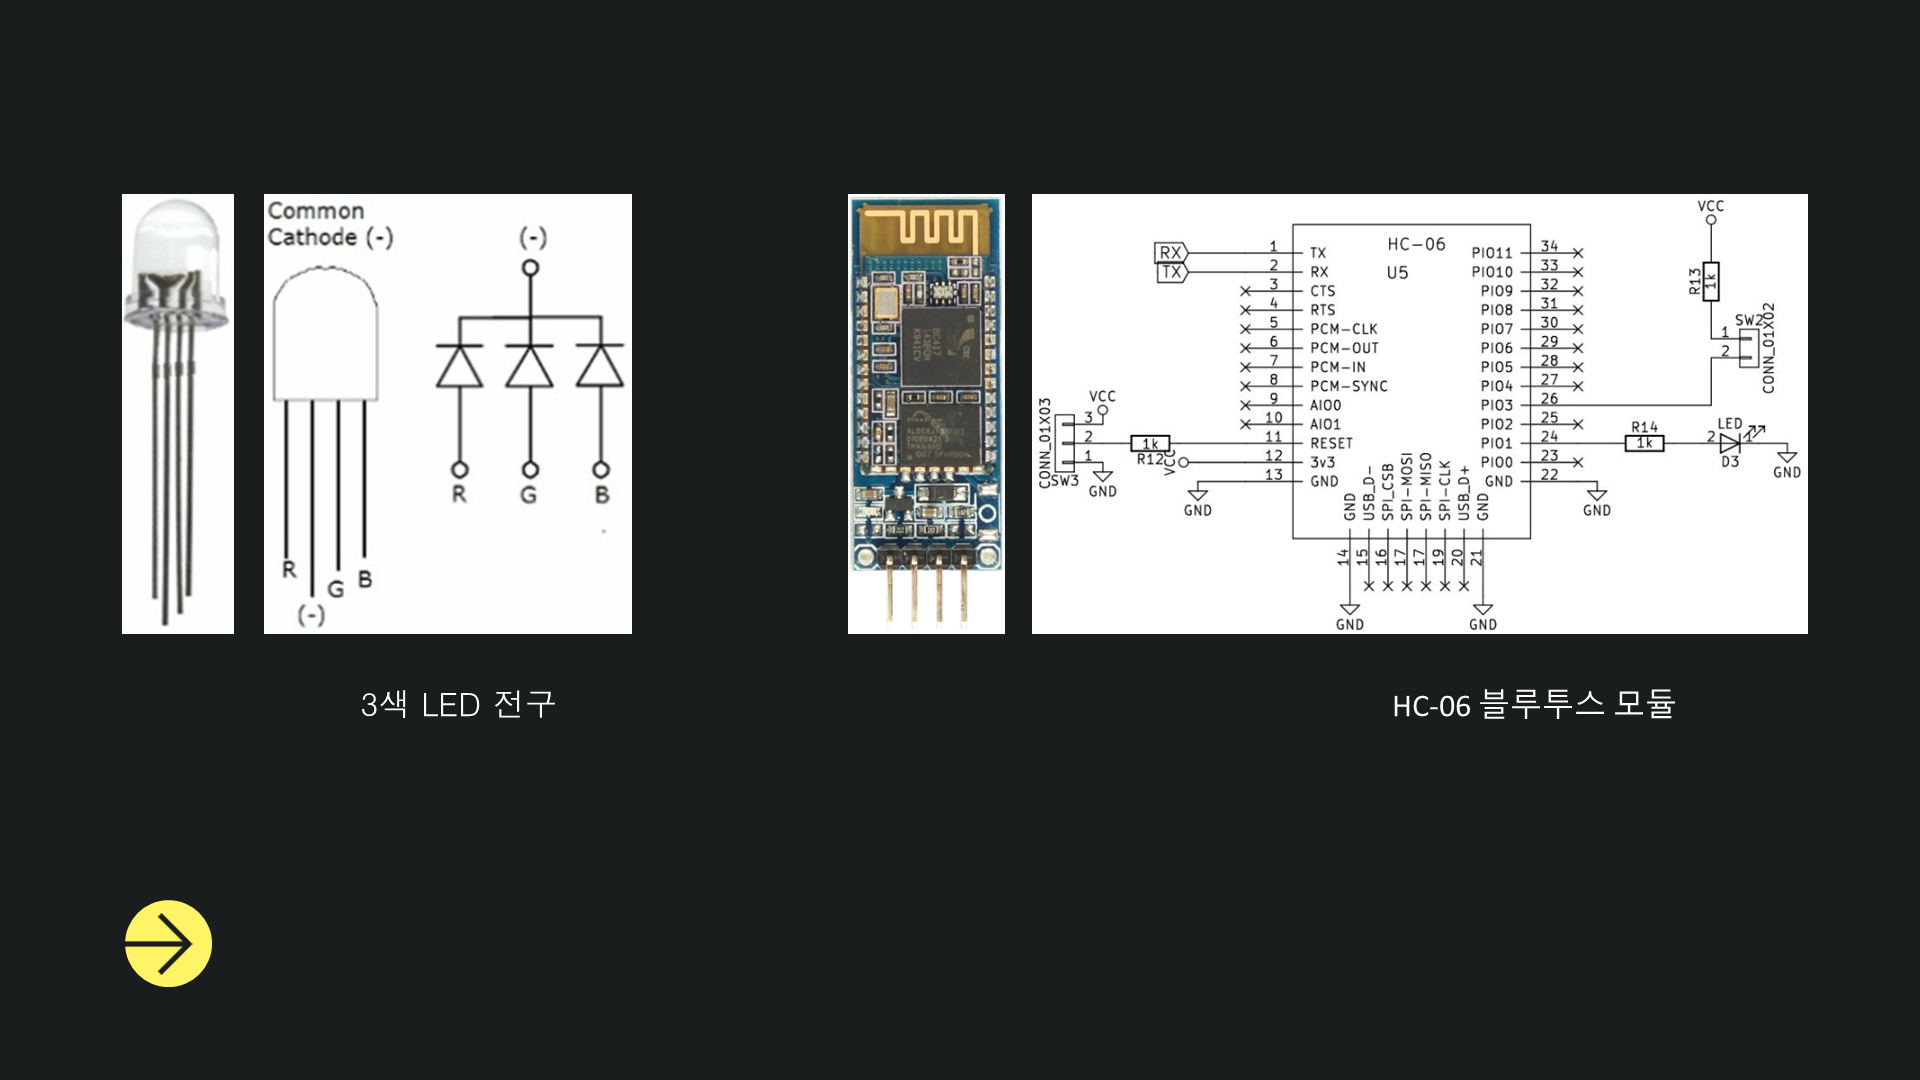 Common
Cathode (-)
(-)
R
G
B
R
(-)
G
B
3색 LED 전구
HC-06
U5
RX
TX
1 TX
2 RX
3 CTS
4 RTS
5 PCM-CLK
6 PCM-OUT
7 PCM-IN
8 PCM-SYNC
9 AIO0
10 AIO1
11 RESET
12 3v3
13 GND
PIO11 34
PIO10 33
PIO9 32
PIO8 31
PIO7 30
PIO6 29
PIO5 28
PIO4 27
PIO3 26
PIO2 25
PIO1 24
PIO0 23
GND 22
GND 14
USB_D- 15
SPI_CSB 16
SPI-MOSI 17
SPI-MISO 17
SPI-CLK 19
USB_D+ 20
GND 21
GND
GND
CONN_01X03
SW3
3
2
1
VCC
GND
1k
R12
VCC
GND
VCC
R13
1k
SW2
1
2
CONN_01X02
R14
1k
LED
2
1
D3
GND
GND
HC-06 블루투스 모듈